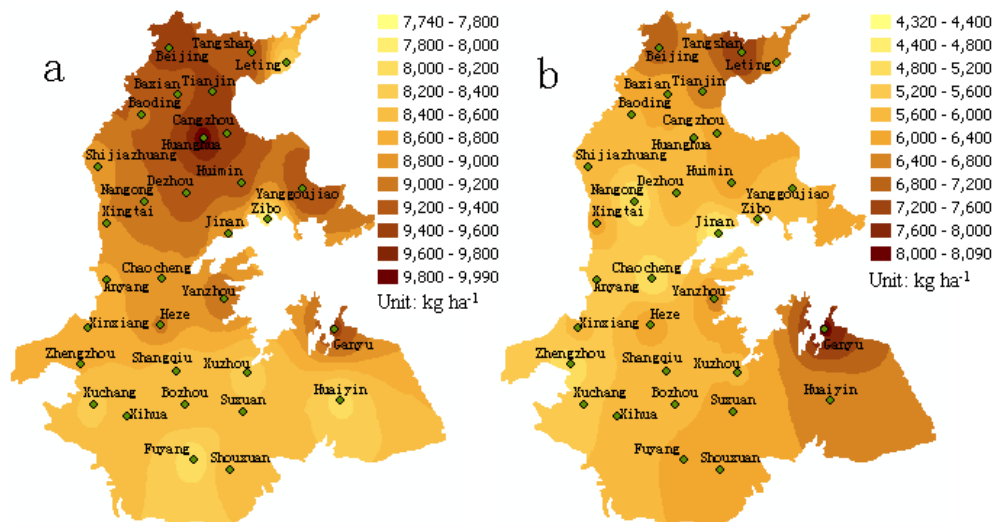 a
Beijing
Tangshan
Leting
Baxian
Tianjin
Baoding
Cangzhou
Huanghua
Shijiazhuang
Huimin
Nangong
Dezhou
Yanggoujiao
Xingtai
Zibo
Jinan
Chaocheng
Anyang
Yanzhou
Xinxiang
Heze
Ganyu
Zhengzhou
Shangqiu
Xuzhou
Xuchang
Bozhou
Huaiyin
Xihua
Suxuan
Fuyang
Shouxuan
7,740 - 7,800
7,800 - 8,000
8,000 - 8,200
8,200 - 8,400
8,400 - 8,600
8,600 - 8,800
8,800 - 9,000
9,000 - 9,200
9,200 - 9,400
9,400 - 9,600
9,600 - 9,800
9,800 - 9,990
Unit: kg ha-1
b
Tangshan
Beijing
Leting
Baxian
Tianjin
Baoding
Cangzhou
Huanghua
Shijiazhuang
Huimin
Nangong
Dezhou
Yanggoujiao
Xingtai
Zibo
Jinan
Chaocheng
Anyang
Yanzhou
Xinxiang
Heze
Ganyu
Zhengzhou
Shangqiu
Xuzhou
Xuchang
Bozhou
Huaiyin
Xihua
Suxuan
Fuyang
Shouxuan
4,320 - 4,400
4,400 - 4,800
4,800 - 5,200
5,200 - 5,600
5,600 - 6,000
6,000 - 6,400
6,400 - 6,800
6,800 - 7,200
7,200 - 7,600
7,600 - 8,000
8,000 - 8,090
Unit: kg ha-1